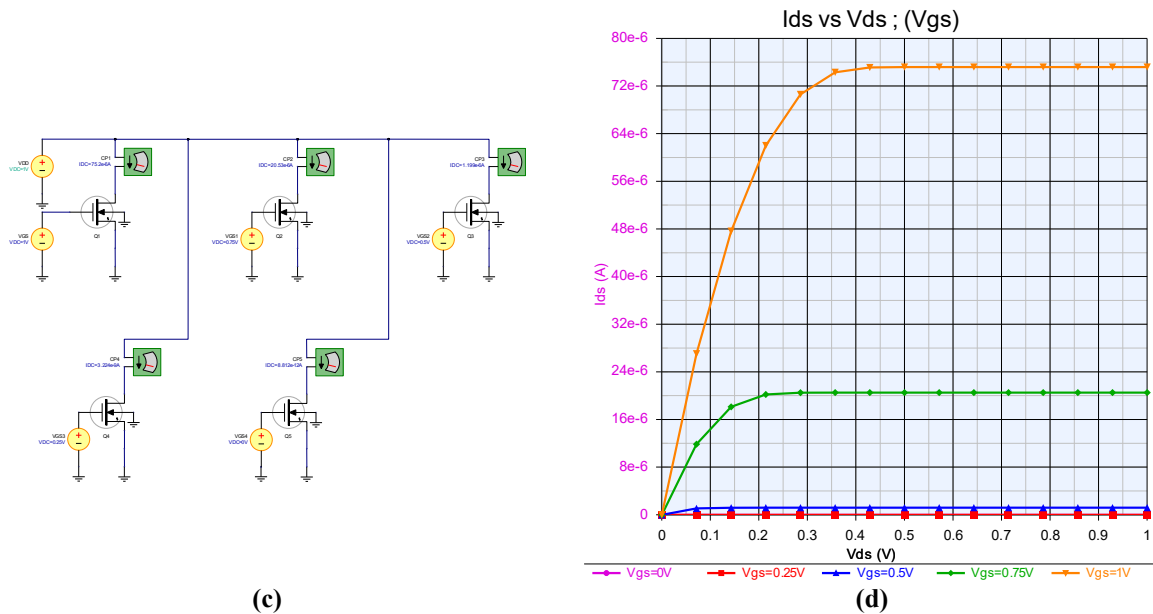 VDD
VDC=1V
CP1
IDC=75.2e-6A
CP2
IDC=20.53e-6A
CP3
IDC=1.199e-6A
VGS
VDC=1V
Q1
VGS1
VDC=0.75V
Q2
VGS2
VDC=0.5V
Q3
CP4
IDC=3.224e-9A
CP5
IDC=8.812e-12A
VGS3
VDC=0.25V
Q4
VGS4
VDC=0V
Q5
(c)
Ids vs Vds ; (Vgs)
80e-6
72e-6
64e-6
56e-6
48e-6
40e-6
32e-6
24e-6
16e-6
8e-6
0
Ids (A)
0 0.1 0.2 0.3 0.4 0.5 0.6 0.7 0.8 0.9 1
Vds (V)
Vgs=0V Vgs=0.25V Vgs=0.5V Vgs=0.75V Vgs=1V
(d)